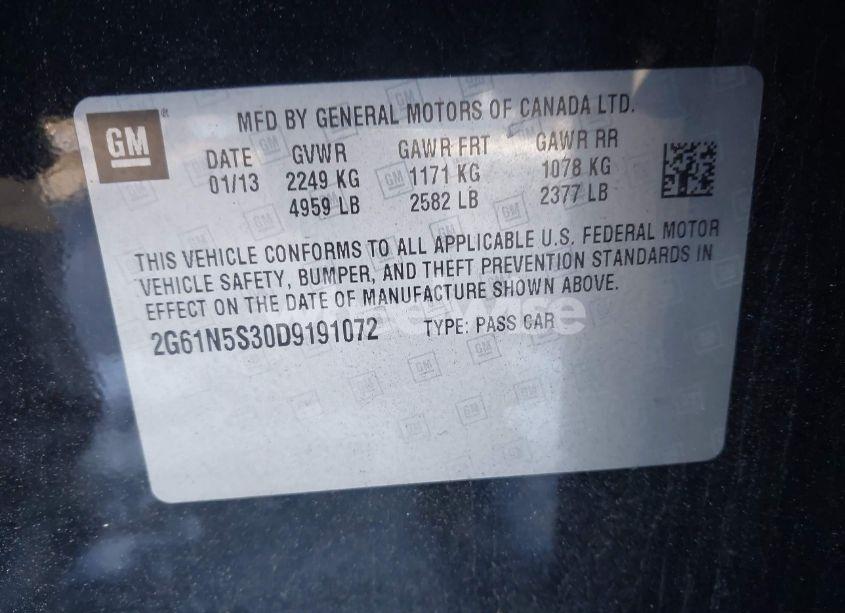 MFD BY GENERAL MOTORS OF CANADA LTD.
GM
DATE GVWR GAWR FRT GAWR RR
01/13 2249 KG 1171 KG 1078 KG
4959 LB 2582 LB 2377 LB
THIS VEHICLE CONFORMS TO ALL APPLICABLE U.S. FEDERAL MOTOR
VEHICLE SAFETY, BUMPER, AND THEFT PREVENTION STANDARDS IN
EFFECT ON THE DATE OF MANUFACTURE SHOWN ABOVE.
2G61N5S30D9191072 TYPE: PASS CAR